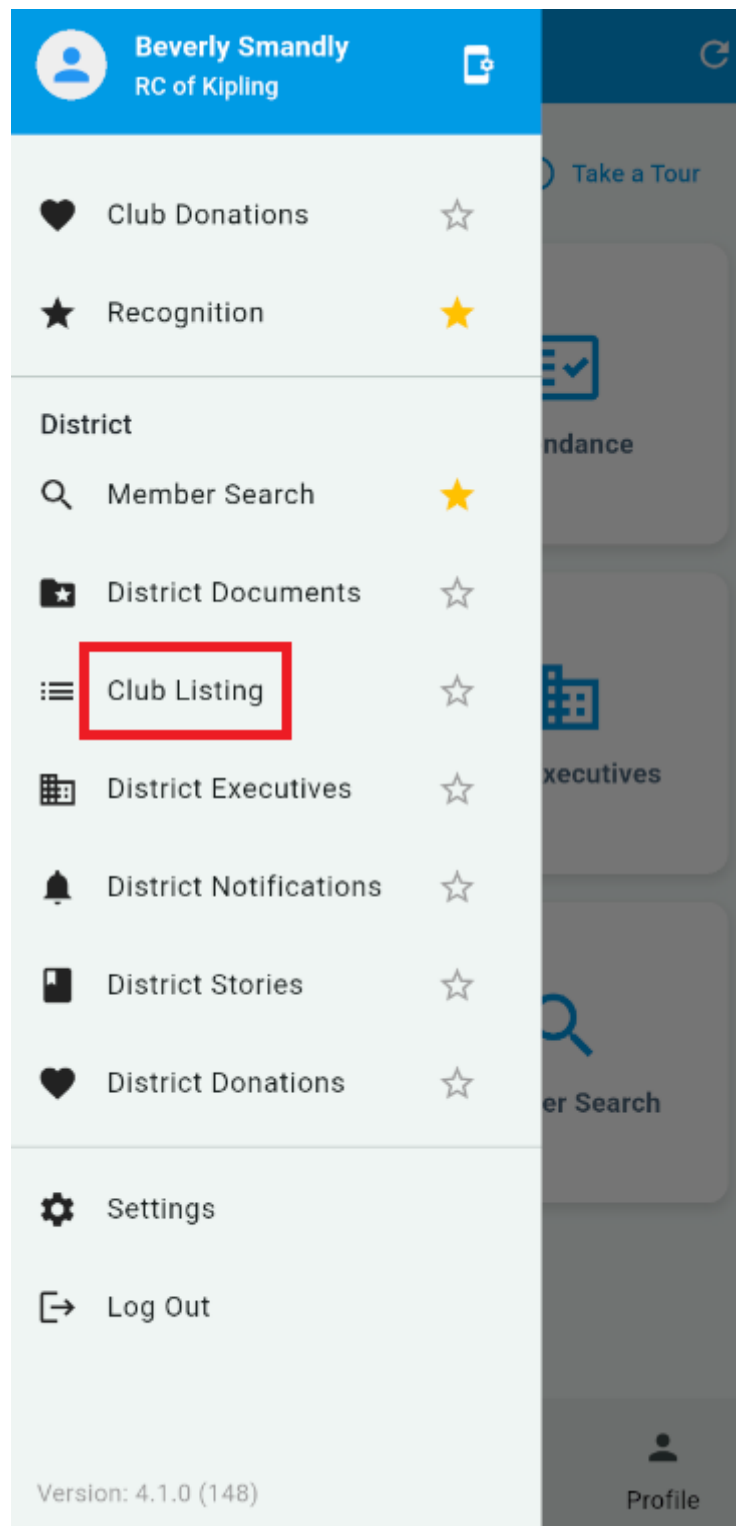 Beverly Smandly
RC of Kipling
Take a Tour
Club Donations
Recognition
District
ndance
Member Search
District Documents
Club Listing
District Executives
xecutives
District Notifications
District Stories
District Donations
er Search
Settings
Log Out
Version: 4.1.0 (148)
Profile